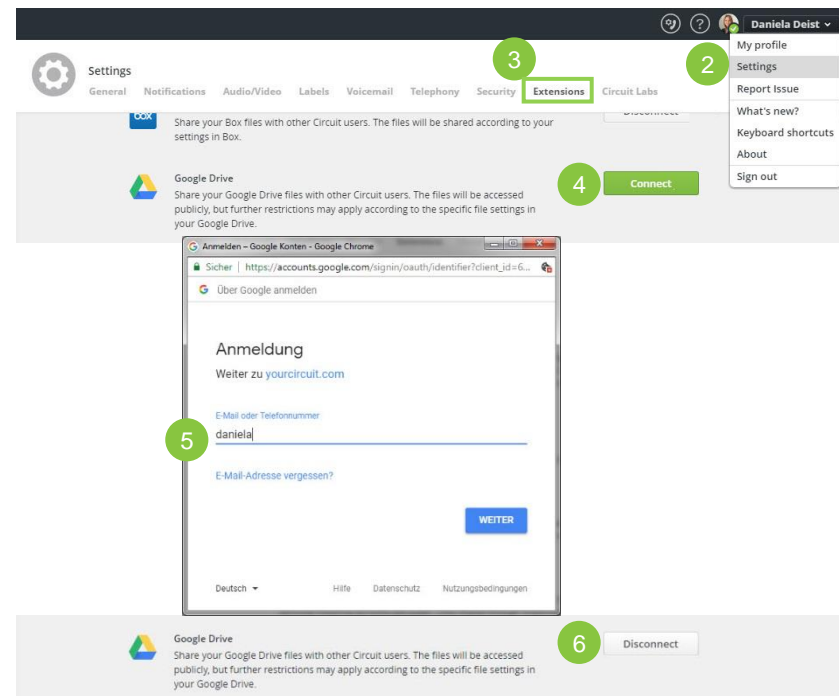 Daniela Deist
My profile
2
Settings
Report Issue
What's new?
Keyboard shortcuts
About
Sign out
Settings
3
General Notifications Audio/Video Labels Voicemail Telephony Security Extensions Circuit Labs
box
Share your Box files with other Circuit users. The files will be shared according to your
settings in Box.
Disconnect
Google Drive
Share your Google Drive files with other Circuit users. The files will be accessed
publicly, but further restrictions may apply according to the specific file settings in
your Google Drive.
4
Connect
Anmelden – Google Konten - Google Chrome
Sicher | https://accounts.google.com/signin/oauth/identifier?client_id=6...
G Über Google anmelden
Anmeldung
Weiter zu yourcircuit.com
E-Mail oder Telefonnummer
5
daniela
E-Mail-Adresse vergessen?
WEITER
Deutsch Hilfe Datenschutz Nutzungsbedingungen
Google Drive
Share your Google Drive files with other Circuit users. The files will be accessed
publicly, but further restrictions may apply according to the specific file settings in
your Google Drive.
6
Disconnect